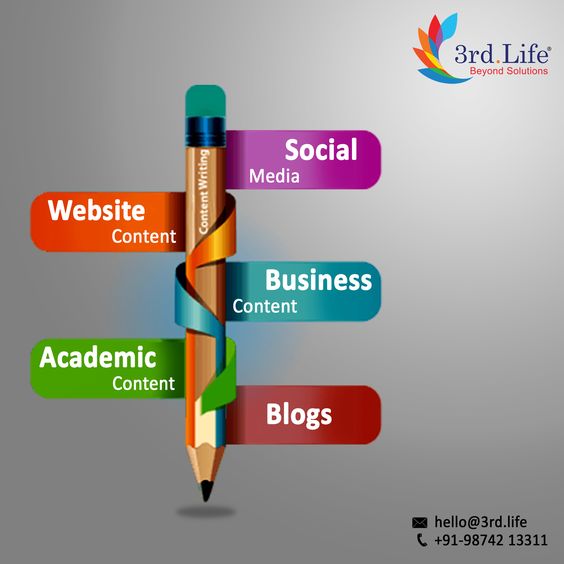 3rd.Life®
Beyond Solutions
Content Writing
Social
Media
Website
Content
Business
Content
Academic
Content
Blogs
hello@3rd.life
+91-98742 13311